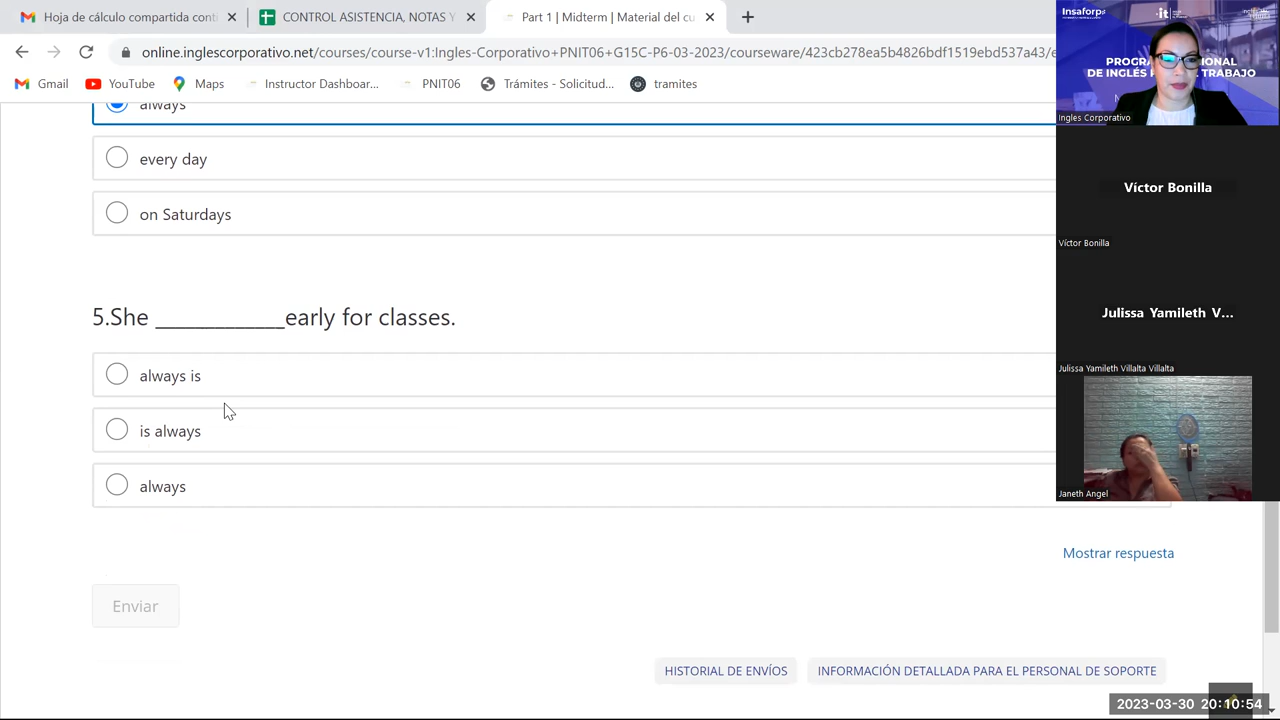 Hoja de cálculo compartida cont
CONTROL ASISTENCIA Y NOTAS V
Part 1 | Midterm | Material del cu
online.inglescorporativo.net/courses/course-v1:Ingles-Corporativo+PNIT06+G15C-P6-03-2023/courseware/423cb278ea5b4826bdf1519ebd537a43/e
Gmail
YouTube
Maps
Instructor Dashboar...
PNIT06
Trámites - Solicitud...
tramites
always
every day
on Saturdays
5.She ____________early for classes.
always is
is always
always
Mostrar respuesta
Enviar
HISTORIAL DE ENVÍOS
INFORMACIÓN DETALLADA PARA EL PERSONAL DE SOPORTE
Insaforp
it
Ingles Corporativo
Víctor Bonilla
Víctor Bonilla
Julissa Yamileth V...
Julissa Yamileth Villalta Villalta
Janeth Angel
2023-03-30 20:10:54